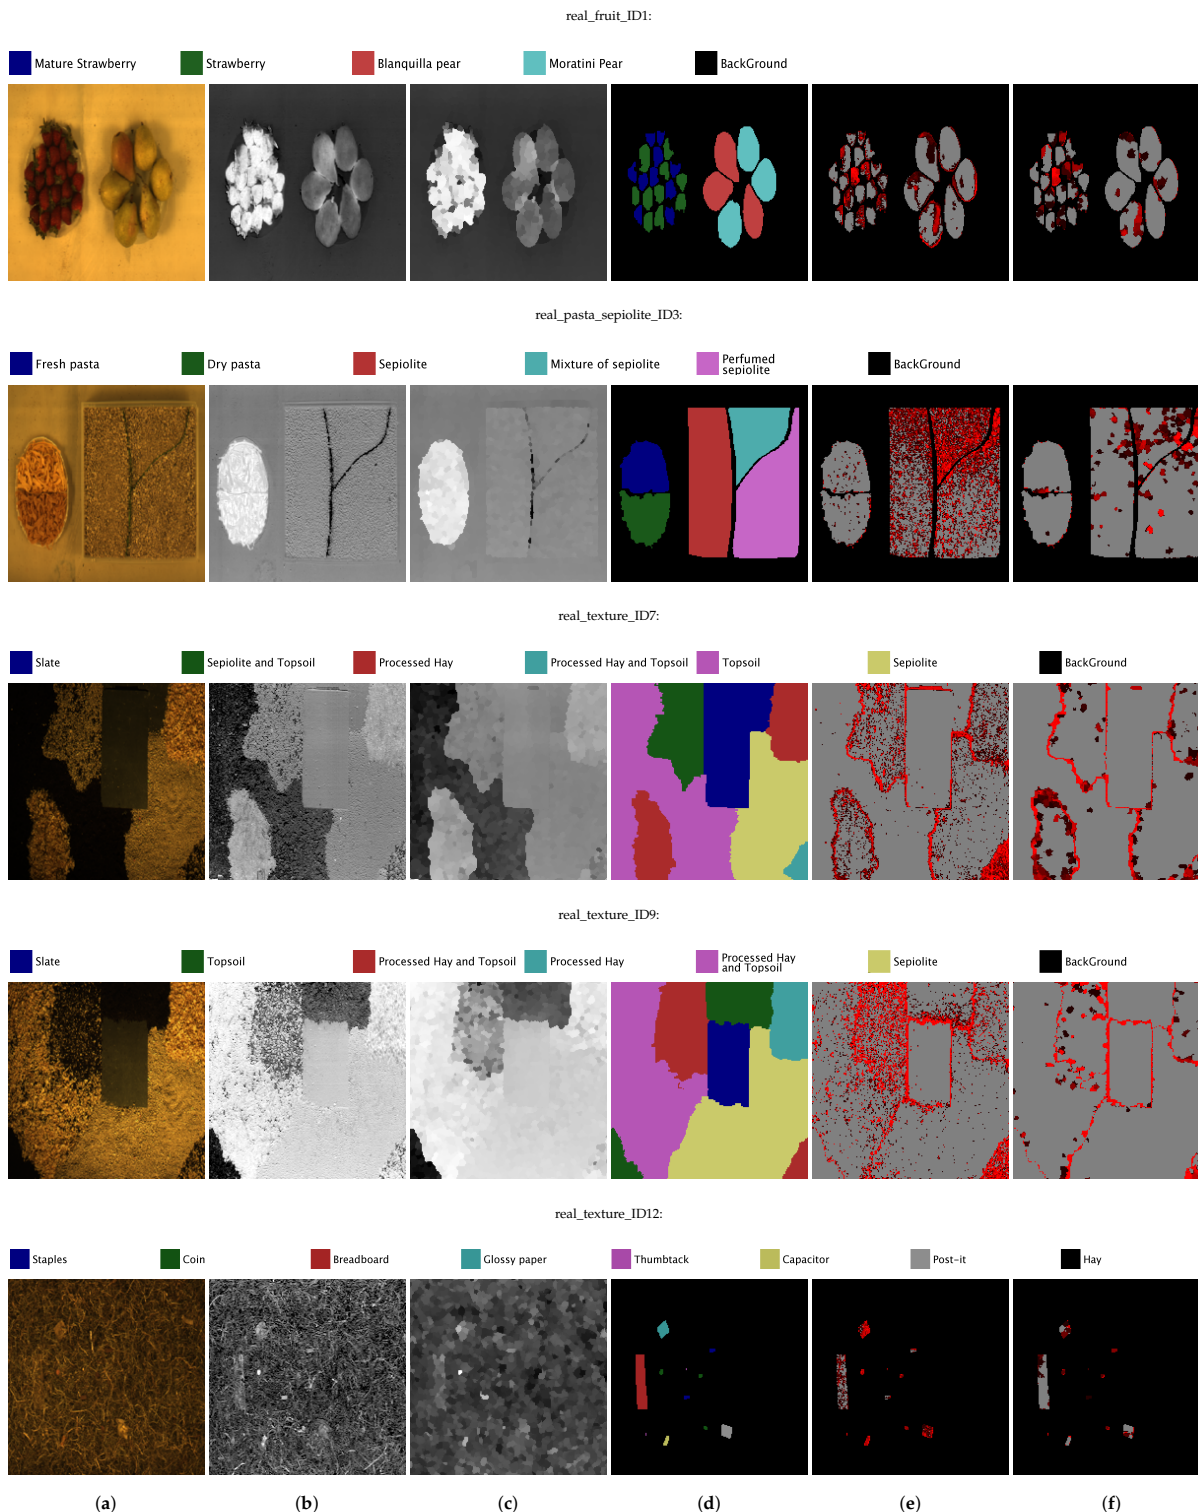 real_fruit_ID1:
Mature Strawberry Strawberry Blanquilla pear Moratini Pear BackGround
real_pasta_sepiolite_ID3:
Fresh pasta Dry pasta Sepiolite Mixture of sepiolite Perfumed sepiolite BackGround
real_texture_ID7:
Slate Sepiolite and Topsoil Processed Hay Processed Hay and Topsoil Topsoil Sepiolite BackGround
real_texture_ID9:
Slate Topsoil Processed Hay and Topsoil Processed Hay Processed Hay and Topsoil Sepiolite BackGround
real_texture_ID12:
Staples Coin Breadboard Glossy paper Thumbtack Capacitor Post-it Hay
(a) (b) (c) (d) (e) (f)